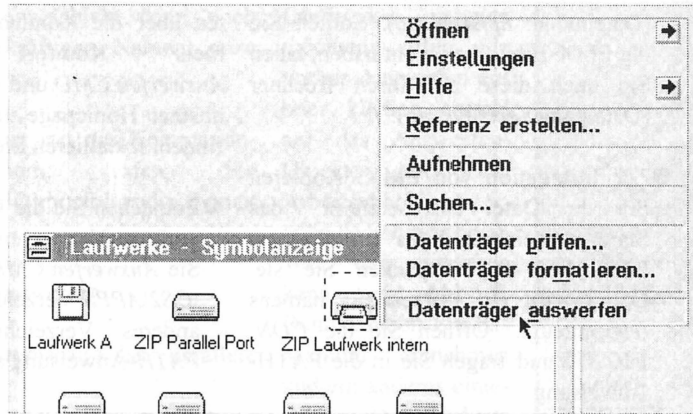 Öffnen
Einstellungen
Hilfe
Referenz erstellen...
Aufnehmen
Suchen...
Datenträger prüfen...
Datenträger formatieren...
Datenträger auswerfen
Laufwerke - Symbolanzeige
Laufwerk A
ZIP Parallel Port
ZIP Laufwerk intern